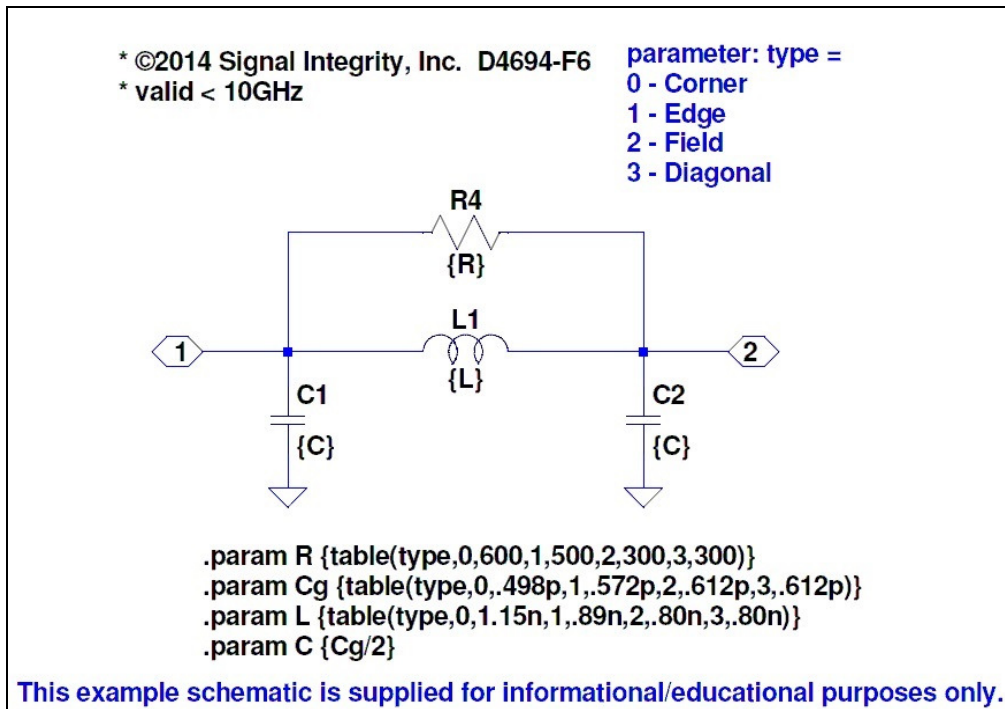 * ©2014 Signal Integrity, Inc. D4694-F6
* valid < 10GHz
parameter: type =
0 - Corner
1 - Edge
2 - Field
3 - Diagonal
R4
{R}
L1
{L}
1
2
C1
{C}
C2
{C}
.param R {table(type,0,600,1,500,2,300,3,300)}
.param Cg {table(type,0,.498p,1,.572p,2,.612p,3,.612p)}
.param L {table(type,0,1.15n,1,.89n,2,.80n,3,.80n)}
.param C {Cg/2}
This example schematic is supplied for informational/educational purposes only.